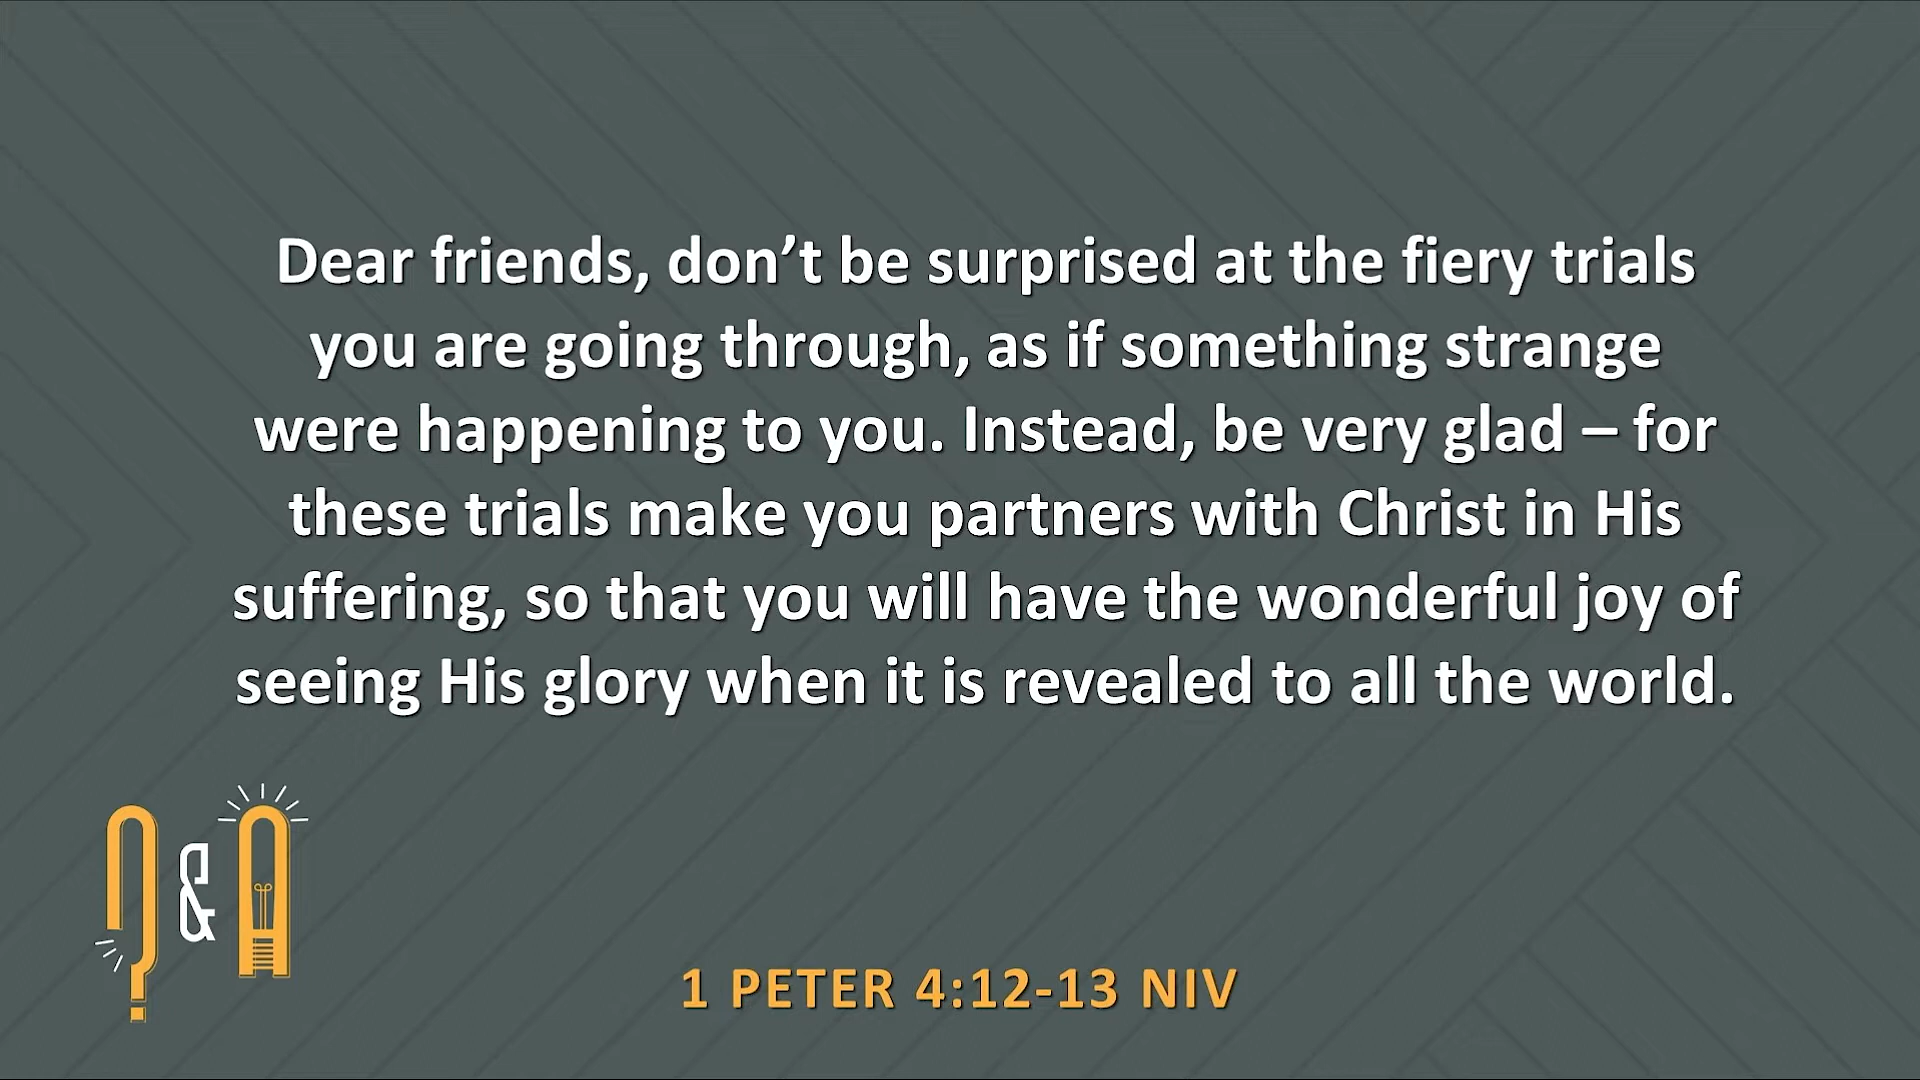 Dear friends, don’t be surprised at the fiery trials
you are going through, as if something strange
were happening to you. Instead, be very glad – for
these trials make you partners with Christ in His
suffering, so that you will have the wonderful joy of
seeing His glory when it is revealed to all the world.
? & A
1 PETER 4:12-13 NIV